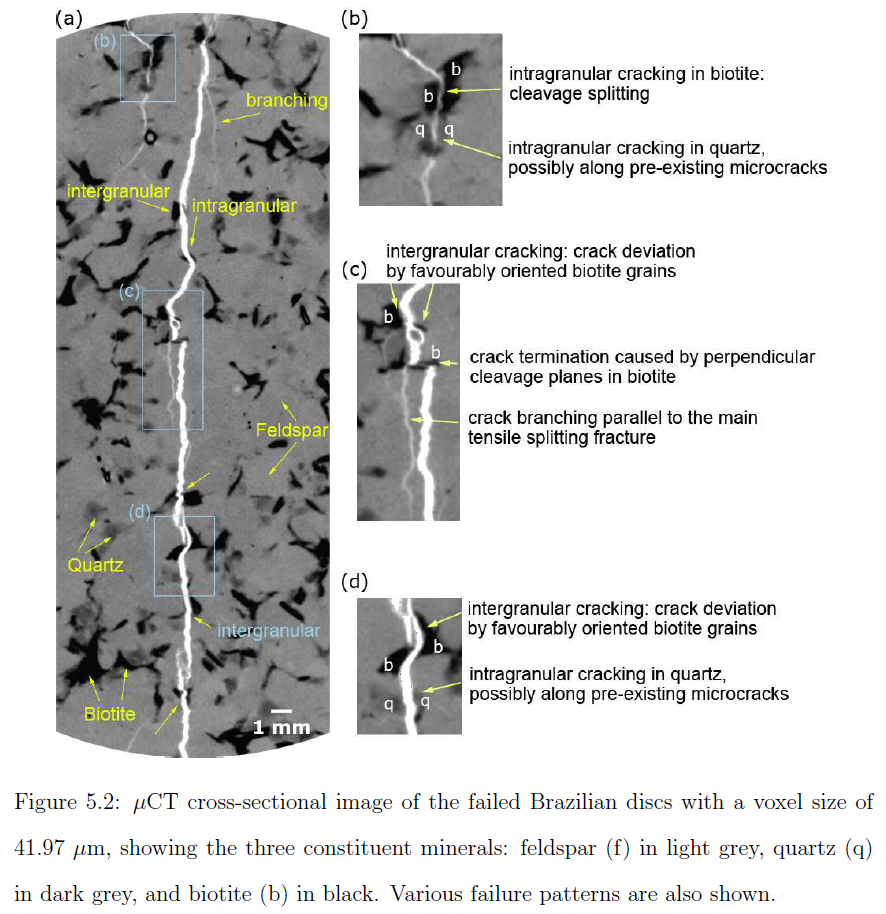 (a)
(b)
branching
intergranular
intragranular
(c)
Feldspar
(d)
Quartz
intergranular
Biotite
1 mm
(b)
b
b
q q
intragranular cracking in biotite:
cleavage splitting
intragranular cracking in quartz,
possibly along pre-existing microcracks
(c)
intergranular cracking: crack deviation
by favourably oriented biotite grains
b
b
crack termination caused by perpendicular
cleavage planes in biotite
crack branching parallel to the main
tensile splitting fracture
(d)
intergranular cracking: crack deviation
by favourably oriented biotite grains
b
b
intragranular cracking in quartz,
possibly along pre-existing microcracks
q q
Figure 5.2: μCT cross-sectional image of the failed Brazilian discs with a voxel size of
41.97 μm, showing the three constituent minerals: feldspar (f) in light grey, quartz (q)
in dark grey, and biotite (b) in black. Various failure patterns are also shown.